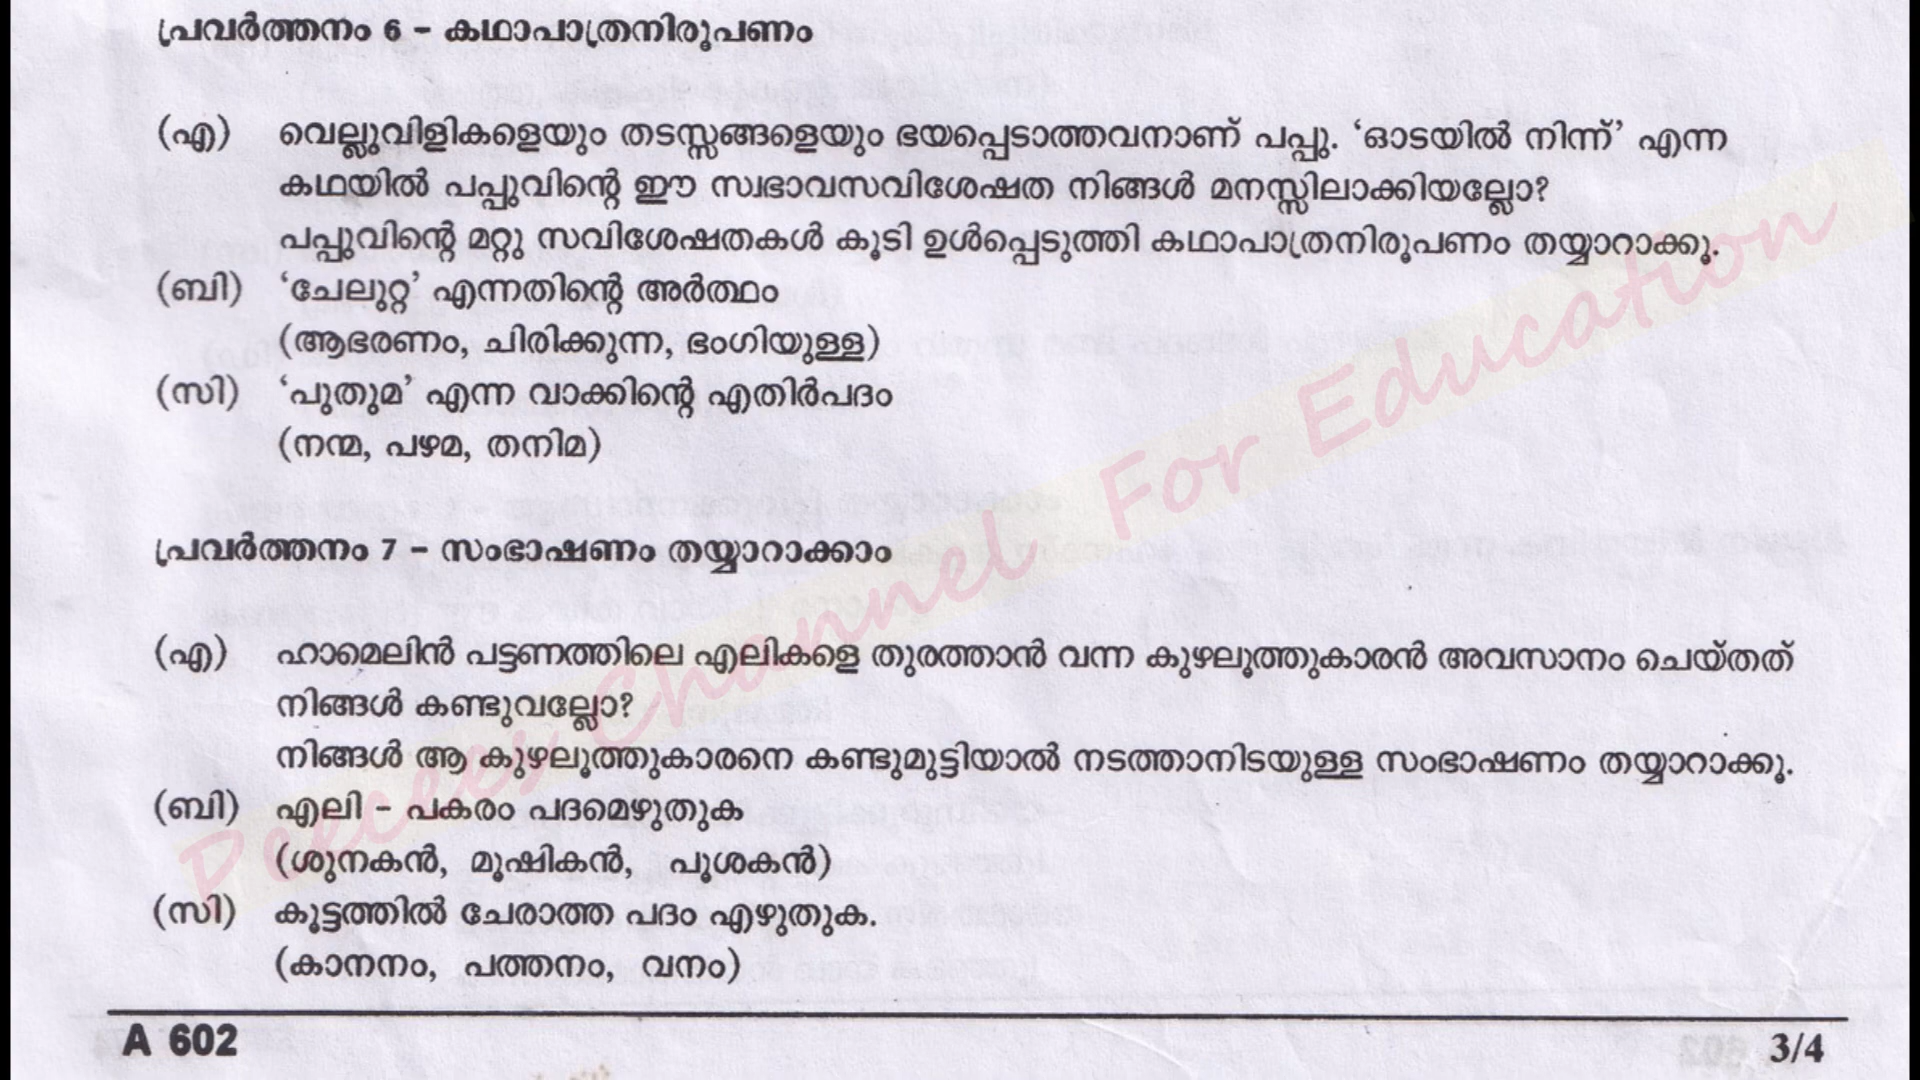 പ്രവർത്തനം 6 – കഥാപാത്രനിരൂപണം
(എ) വെല്ലുവിളികളെയും തടസ്സങ്ങളെയും ഭയപ്പെടാത്തവനാണ് പപ്പു. ‘ഓടയിൽ നിന്ന്’ എന്ന
കഥയിൽ പപ്പുവിന്റെ ഈ സ്വഭാവസവിശേഷത നിങ്ങൾ മനസ്സിലാക്കിയല്ലോ?
പപ്പുവിന്റെ മറ്റു സവിശേഷതകൾ കൂടി ഉൾപ്പെടുത്തി കഥാപാത്രനിരൂപണം തയ്യാറാക്കൂ.
(ബി) ‘ചേലുറ്റ’ എന്നതിന്റെ അർത്ഥം
(ആഭരണം, ചിരിക്കുന്ന, ഭംഗിയുള്ള)
(സി) ‘പുതുമ’ എന്ന വാക്കിന്റെ എതിർപദം
(നന്മ, പഴമ, തനിമ)
പ്രവർത്തനം 7 – സംഭാഷണം തയ്യാറാക്കാം
(എ) ഹാമെലിൻ പട്ടണത്തിലെ എലികളെ തുരത്താൻ വന്ന കുഴലൂത്തുകാരൻ അവസാനം ചെയ്തത്
നിങ്ങൾ കണ്ടുവല്ലോ?
നിങ്ങൾ ആ കുഴലൂത്തുകാരനെ കണ്ടുമുട്ടിയാൽ നടത്താനിടയുള്ള സംഭാഷണം തയ്യാറാക്കൂ.
(ബി) എലി – പകരം പദമെഴുതുക
(ശുനകൻ, മൂഷികൻ, പൂശകൻ)
(സി) കൂട്ടത്തിൽ ചേരാത്ത പദം എഴുതുക.
(കാനനം, പത്തനം, വനം)
A 602 3/4
Deecees Channel For Education